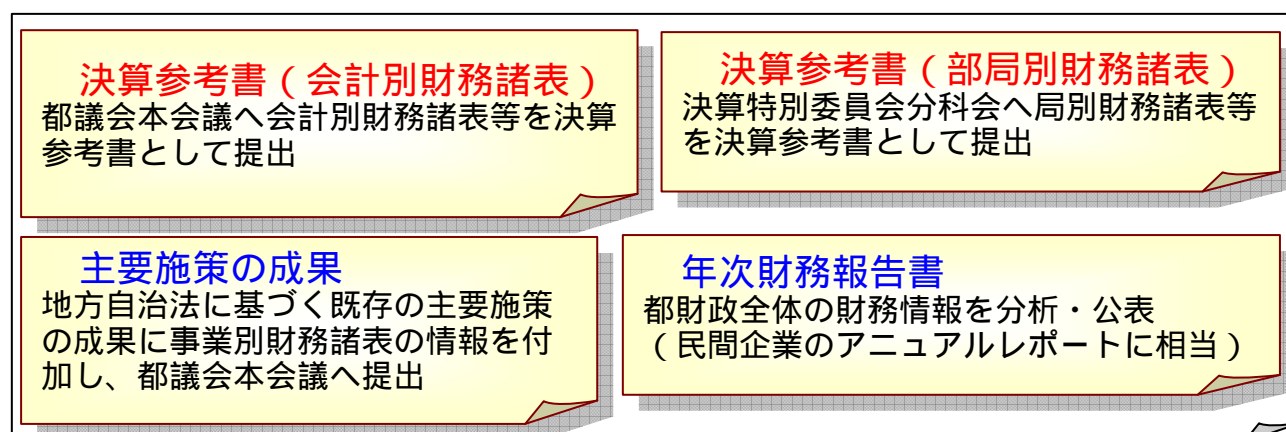 決算参考書（会計別財務諸表）
都議会本会議へ会計別財務諸表等を決算
参考書として提出
決算参考書（部局別財務諸表）
決算特別委員会分科会へ局別財務諸表等
を決算参考書として提出
主要施策の成果
地方自治法に基づく既存の主要施策
の成果に事業別財務諸表の情報を付
加し、都議会本会議へ提出
年次財務報告書
都財政全体の財務情報を分析・公表
（民間企業のアニュアルレポートに相当）